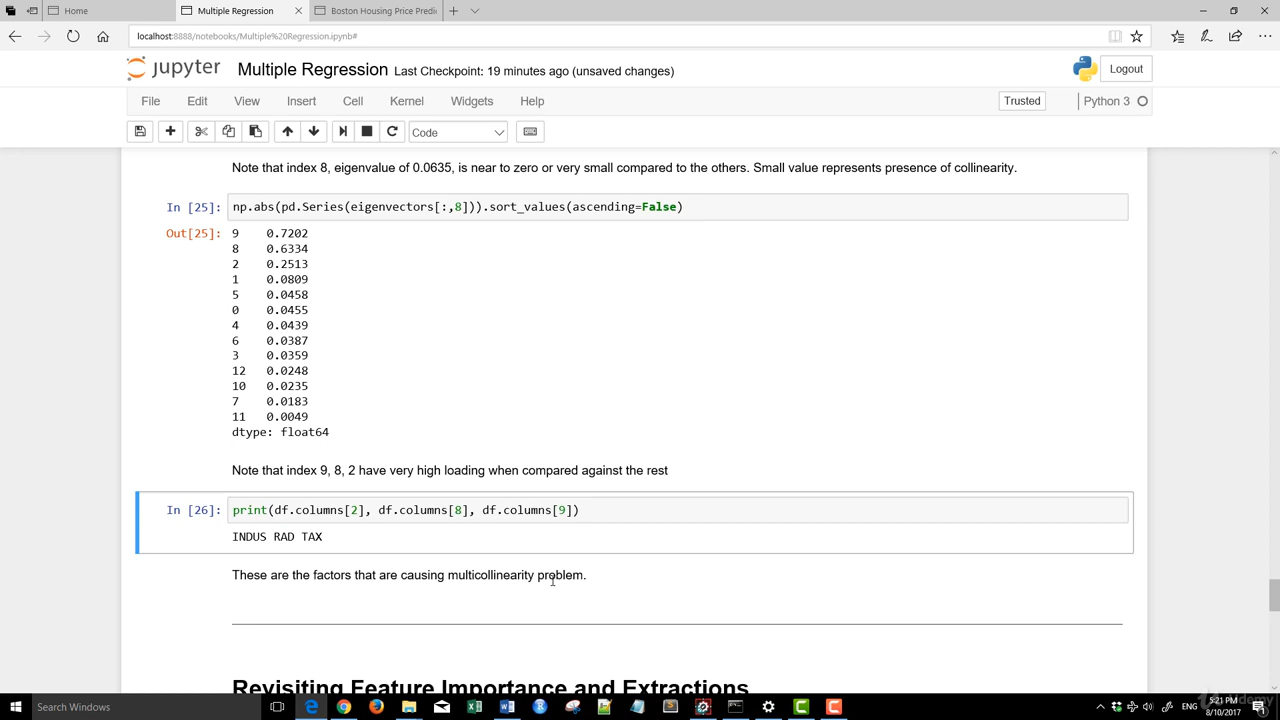 Home
Multiple Regression
Boston Housing Price Predi
localhost:8888/notebooks/Multiple%20Regression.ipynb#
jupyter Multiple Regression Last Checkpoint: 19 minutes ago (unsaved changes)
Logout
File Edit View Insert Cell Kernel Widgets Help
Trusted
Python 3
Code
Note that index 8, eigenvalue of 0.0635, is near to zero or very small compared to the others. Small value represents presence of collinearity.
In [25]: np.abs(pd.Series(eigenvectors[:,8])).sort_values(ascending=False)
Out[25]: 9 0.7202
8 0.6334
2 0.2513
1 0.0809
5 0.0458
0 0.0455
4 0.0439
6 0.0387
3 0.0359
12 0.0248
10 0.0235
7 0.0183
11 0.0049
dtype: float64
Note that index 9, 8, 2 have very high loading when compared against the rest
In [26]: print(df.columns[2], df.columns[8], df.columns[9])
INDUS RAD TAX
These are the factors that are causing multicollinearity problem.
Revisiting Feature Importance and Extractions
Search Windows
ENG
5:21 PM
8/10/2017